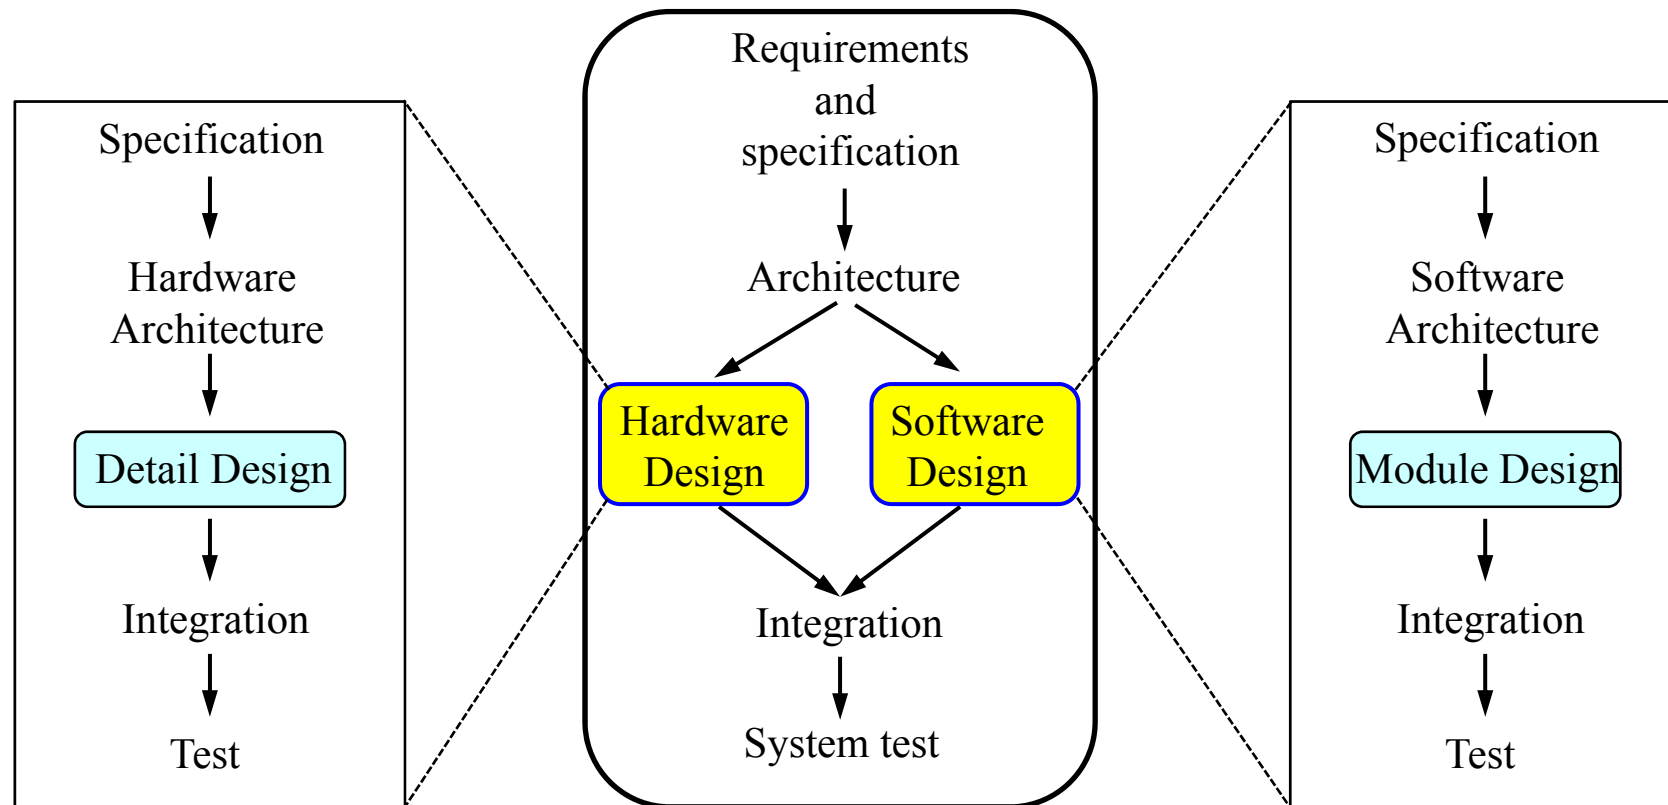 Specification
Hardware
Architecture
Detail Design
Integration
Test
Requirements
and
specification
Architecture
Hardware
Design
Software
Design
Integration
System test
Specification
Software
Architecture
Module Design
Integration
Test